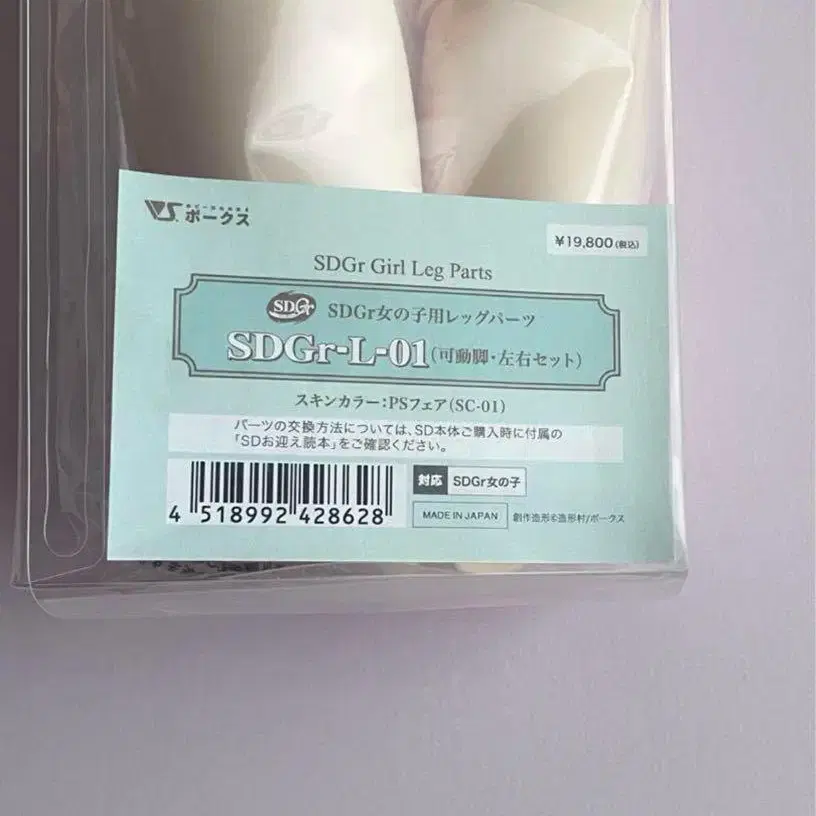 VS. ボークス
¥19,800(税込)
SDGr Girl Leg Parts
SDGr SDGr女の子用レッグパーツ
SDGr-L-01(可動脚・左右セット)
スキンカラー:PSフェア(SC-01)
パーツの交換方法については、SD本体ご購入時に付属の
「SDお迎え読本」をご確認ください。
対応 SDGr女の子
4 518992 428628
MADE IN JAPAN 創作造形©造形村/ボークス